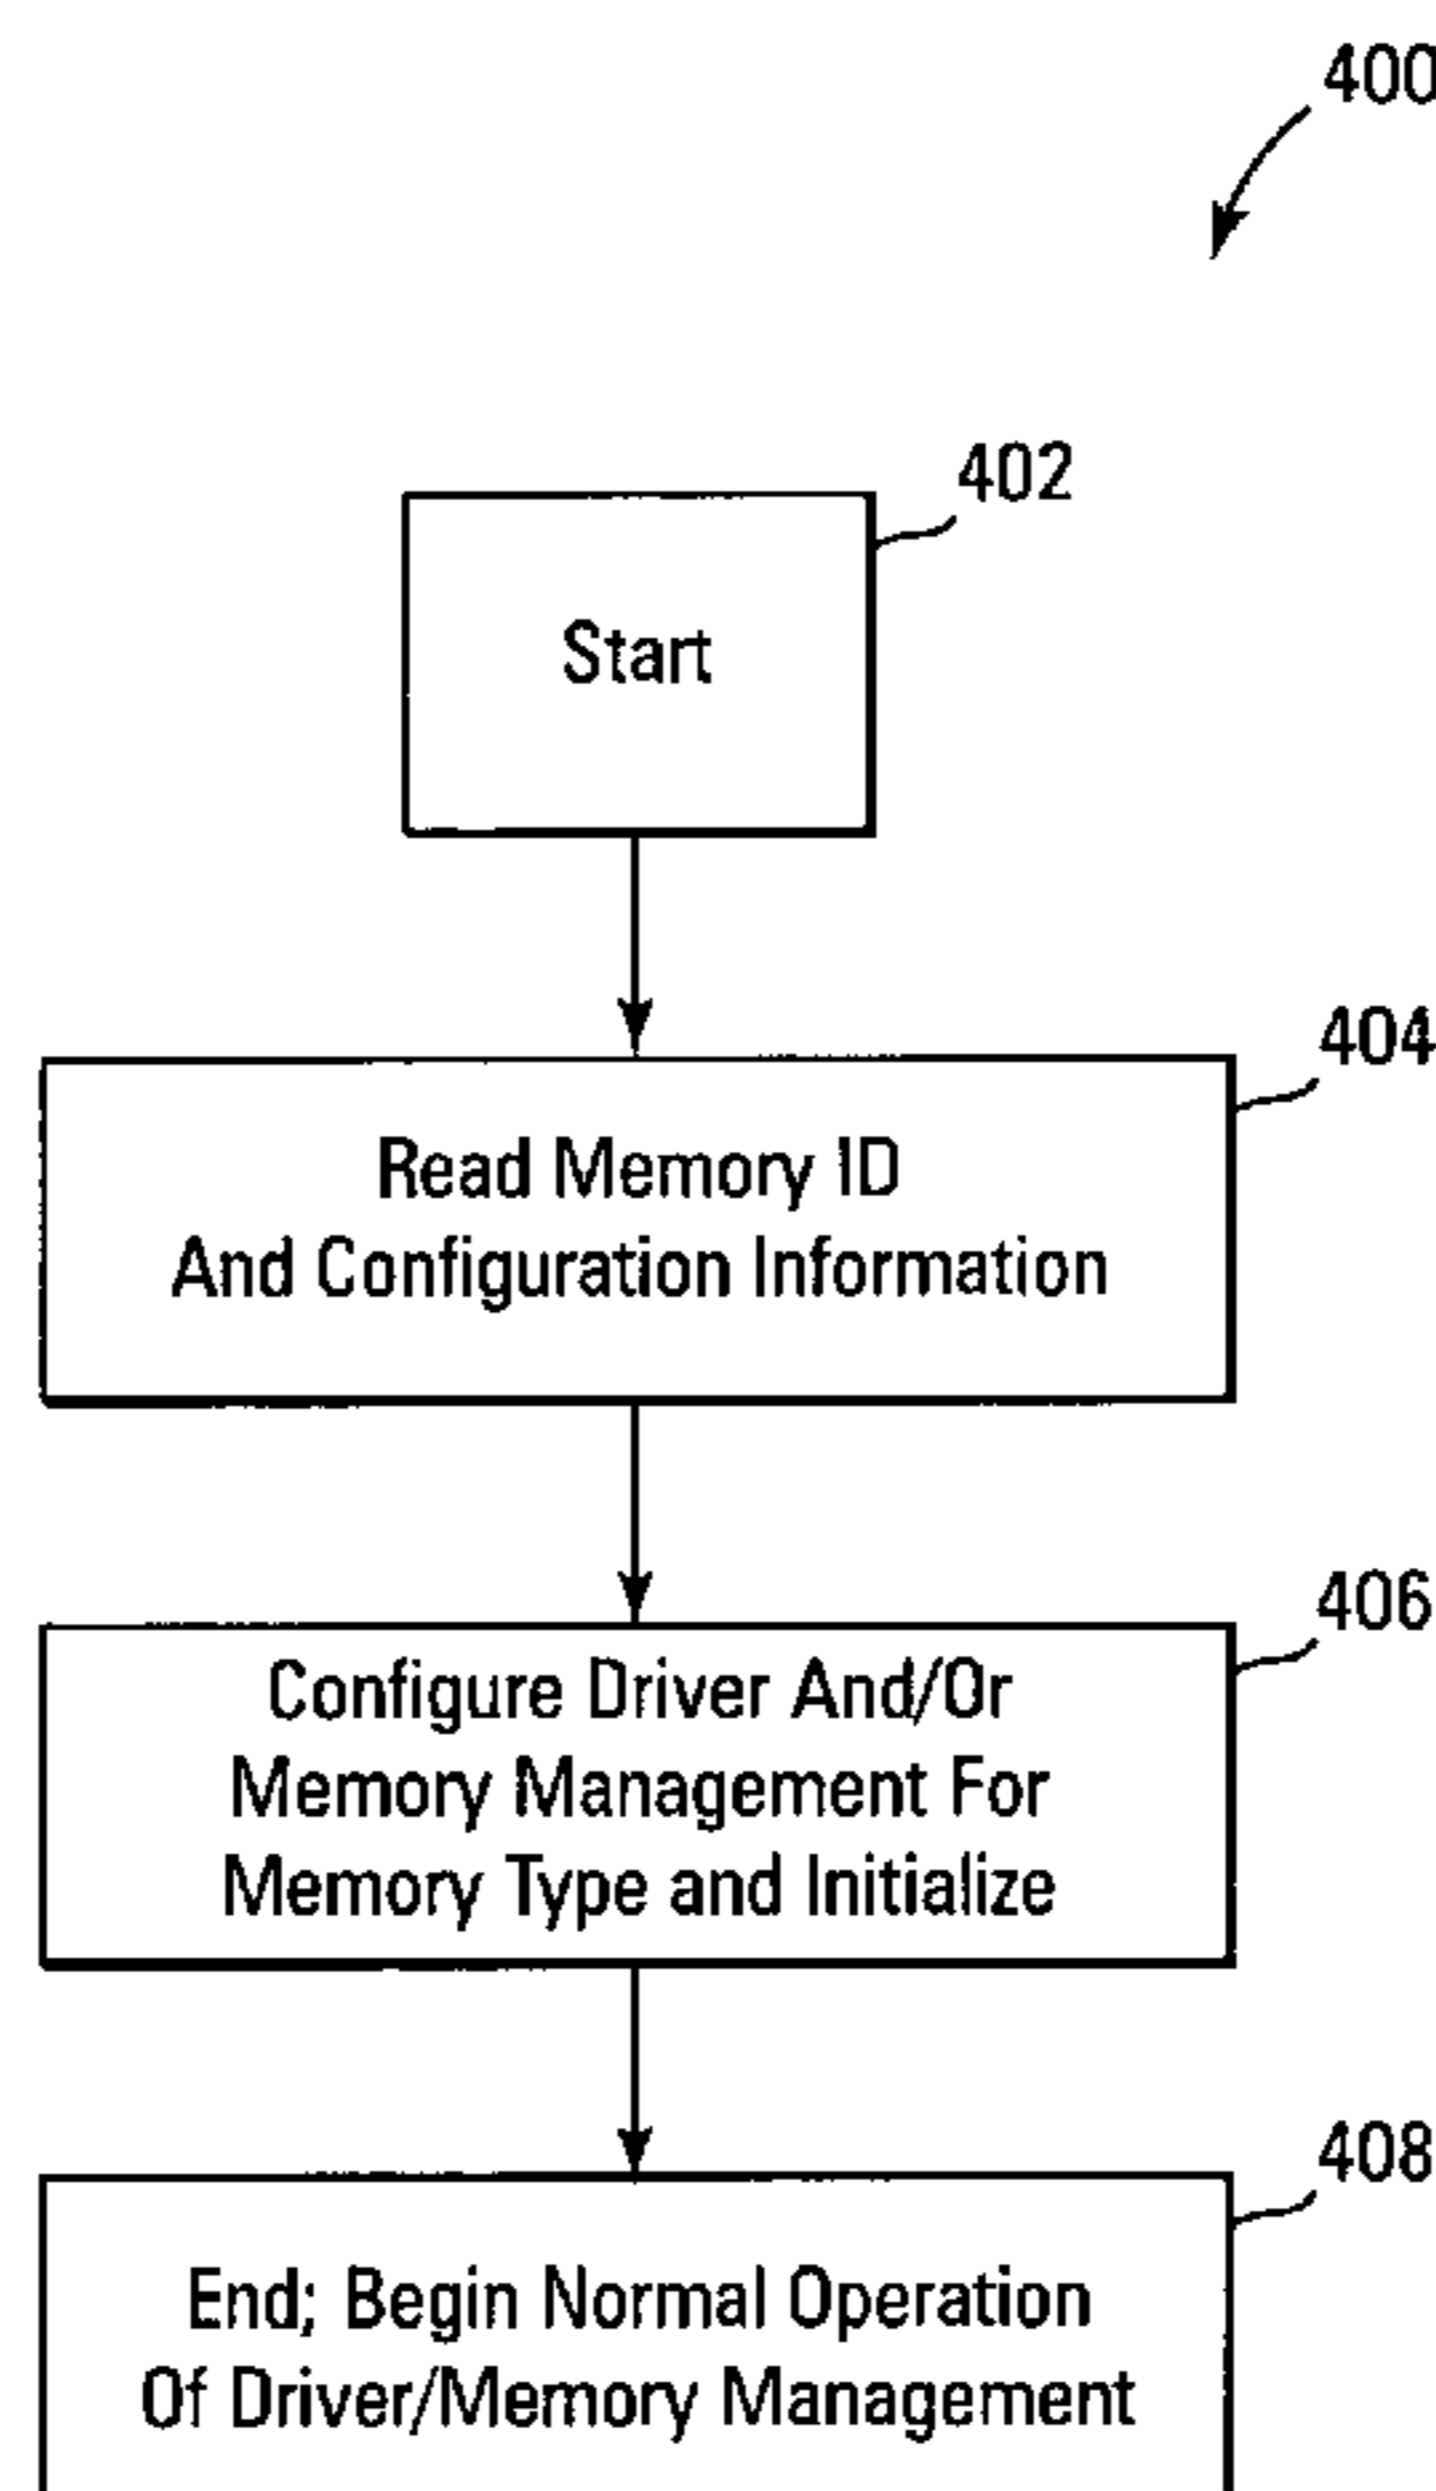 400
402
Start
404
Read Memory ID
And Configuration Information
406
Configure Driver And/Or
Memory Management For
Memory Type and Initialize
408
End; Begin Normal Operation
Of Driver/Memory Management